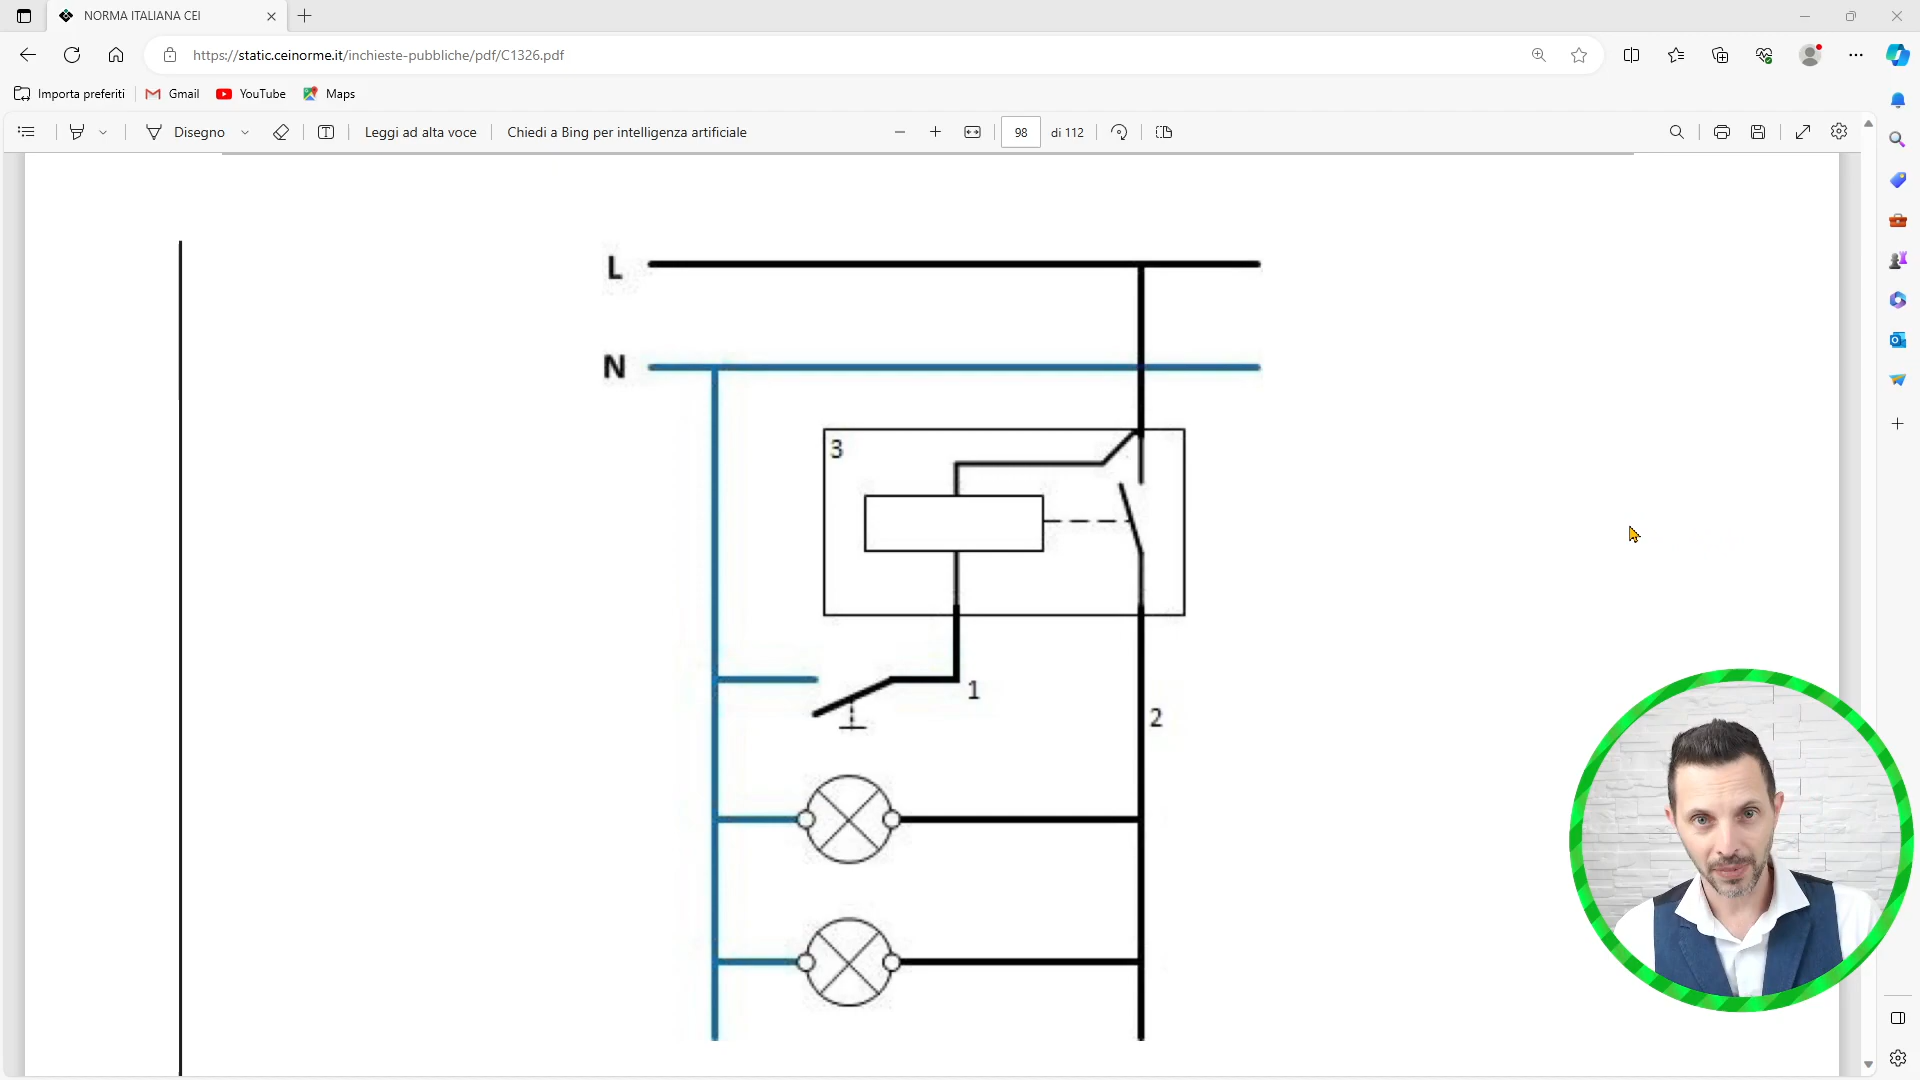 NORMA ITALIANA CEI
https://static.ceinorme.it/inchieste-pubbliche/pdf/C1326.pdf
Importa preferiti
Gmail
YouTube
Maps
Disegno
Leggi ad alta voce
Chiedi a Bing per intelligenza artificiale
98
di 112
L
N
3
1
2